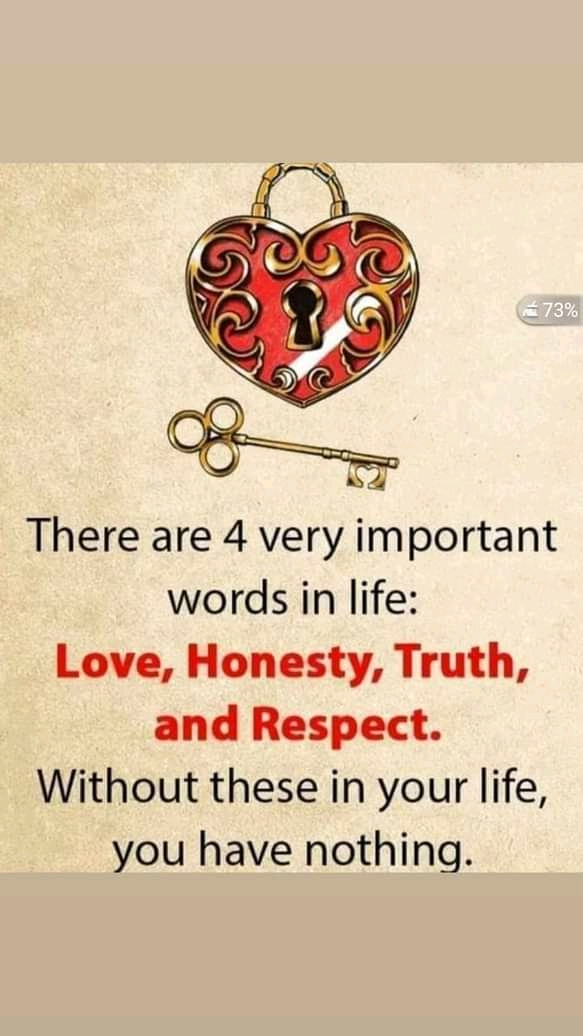 73%
There are 4 very important
words in life:
Love, Honesty, Truth,
and Respect.
Without these in your life,
you have nothing.